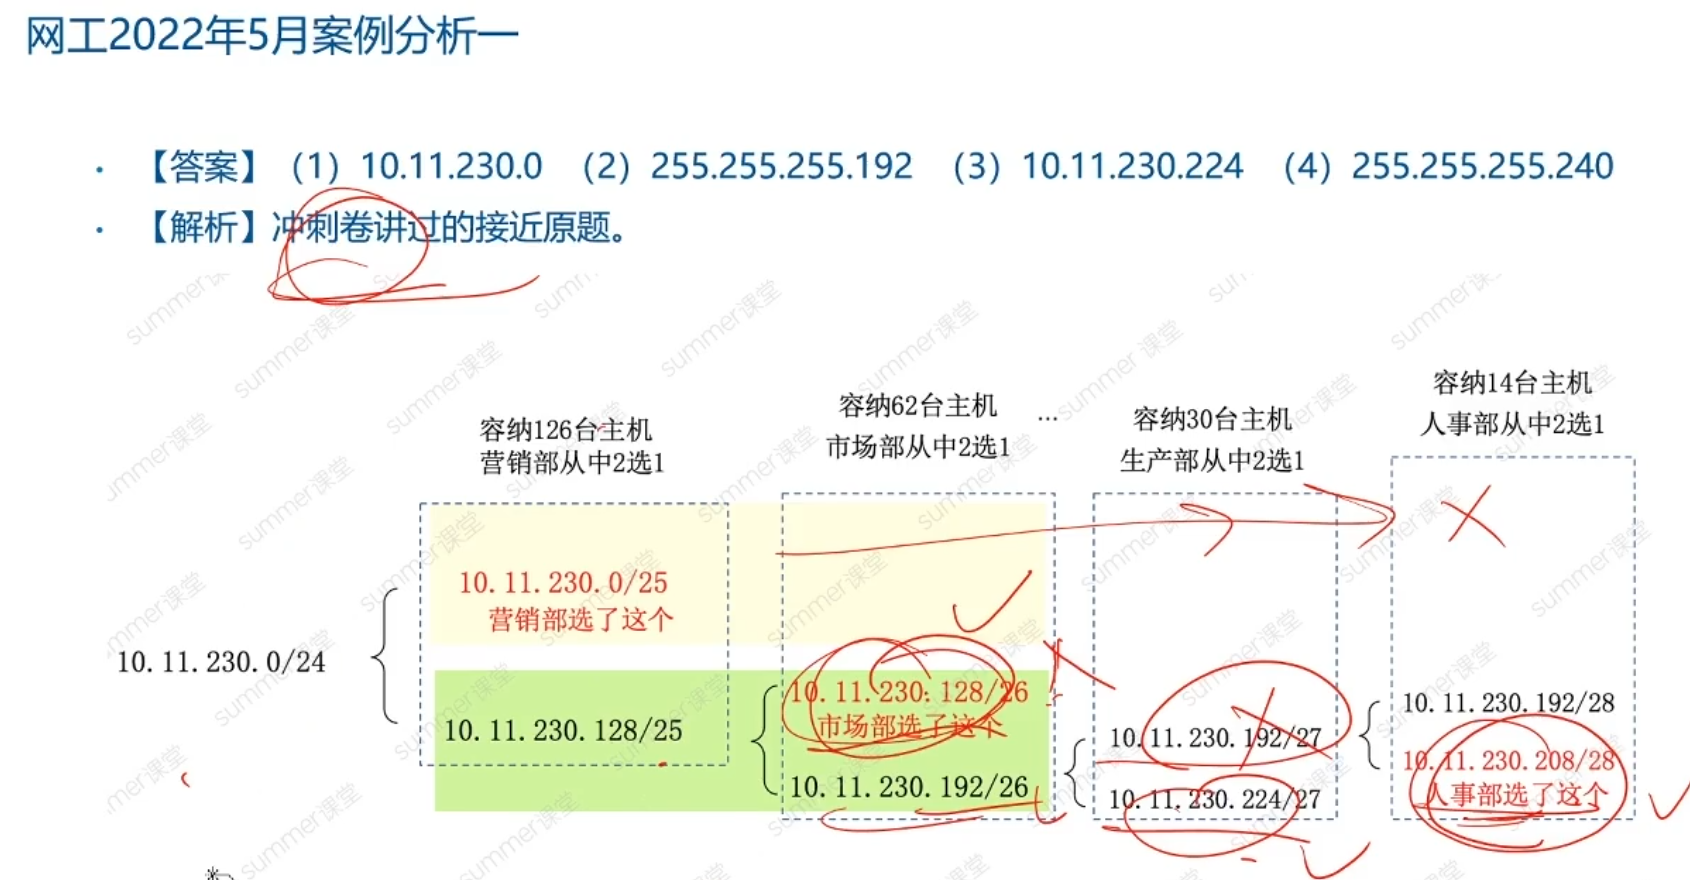 网工2022年5月案例分析一
· 【答案】（1）10.11.230.0 （2）255.255.255.192 （3）10.11.230.224 （4）255.255.255.240
· 【解析】冲刺卷讲过的接近原题。
容纳14台主机
人事部从中2选1
容纳62台主机 ...
市场部从中2选1
容纳30台主机
生产部从中2选1
容纳126台主机
营销部从中2选1
10.11.230.0/25
营销部选了这个
10.11.230.0/24
10.11.230.128/25
10.11.230.128/26
市场部选了这个
10.11.230.192/26
10.11.230.192/27
10.11.230.224/27
10.11.230.192/28
10.11.230.208/28
人事部选了这个
summer课堂